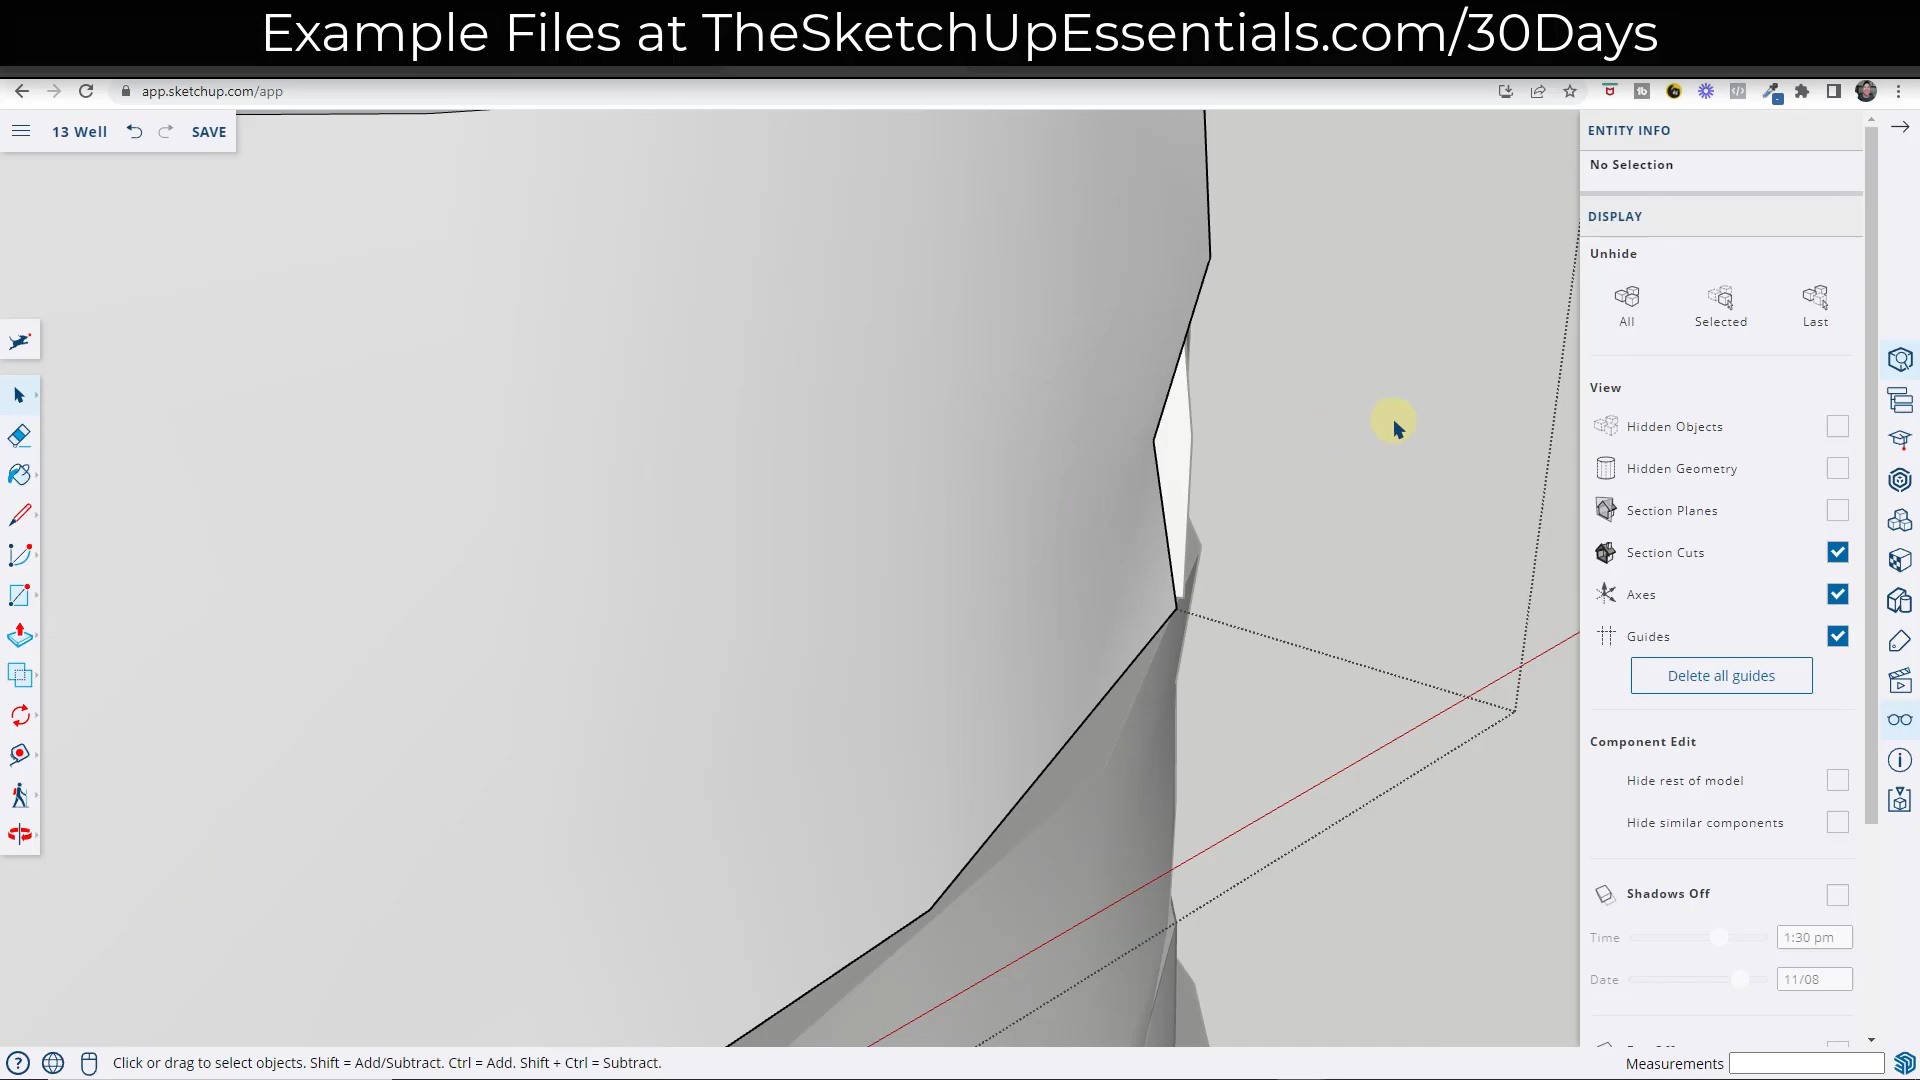 Example Files at TheSketchUpEssentials.com/30Days
app.sketchup.com/app
13 Well
SAVE
ENTITY INFO
No Selection
DISPLAY
Unhide
All Selected Last
View
Hidden Objects
Hidden Geometry
Section Planes
Section Cuts
Axes
Guides
Delete all guides
Component Edit
Hide rest of model
Hide similar components
Shadows Off
Time 1:30 pm
Date 11/08
Click or drag to select objects. Shift = Add/Subtract. Ctrl = Add. Shift + Ctrl = Subtract.
Measurements